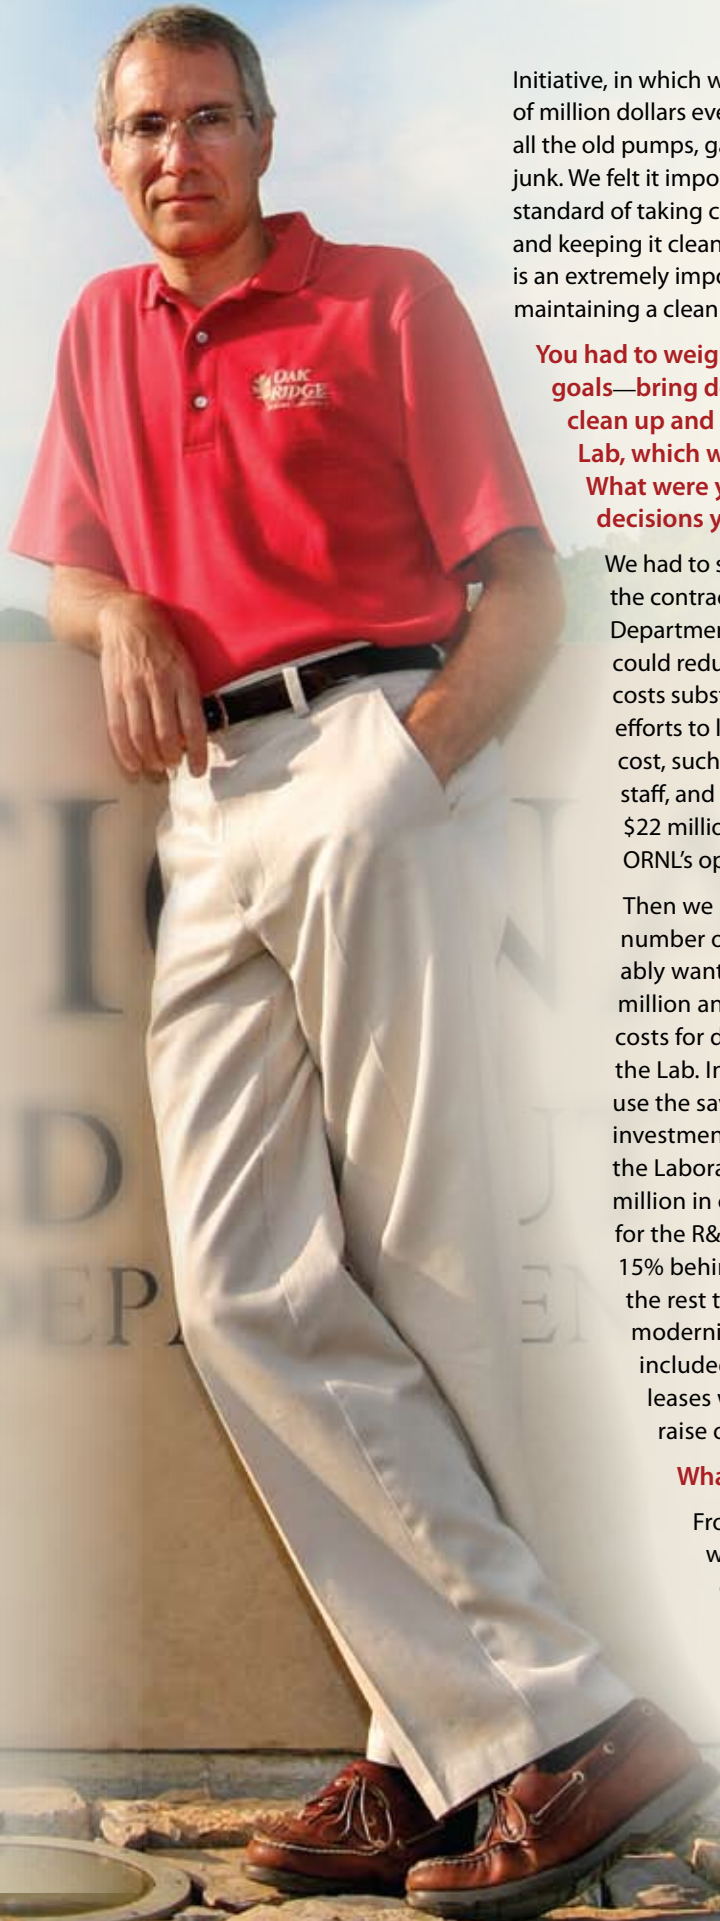 Initiative, in which w
of million dollars eve
all the old pumps, ga
junk. We felt it impo
standard of taking c
and keeping it clean
is an extremely impo
maintaining a clean
You had to weig
goals—bring d
clean up and
Lab, which w
What were y
decisions y
We had to s
the contrac
Departmen
could redu
costs subst
efforts to l
cost, such
staff, and
$22 millio
ORNL's op
Then we
number o
ably want
million an
costs for d
the Lab. In
use the sav
investmen
the Labora
million in
for the R&
15% behin
the rest t
moderni
included
leases
raise
Wha
Fro
w
OAK
RIDGE
TI N
D U
EPA EN